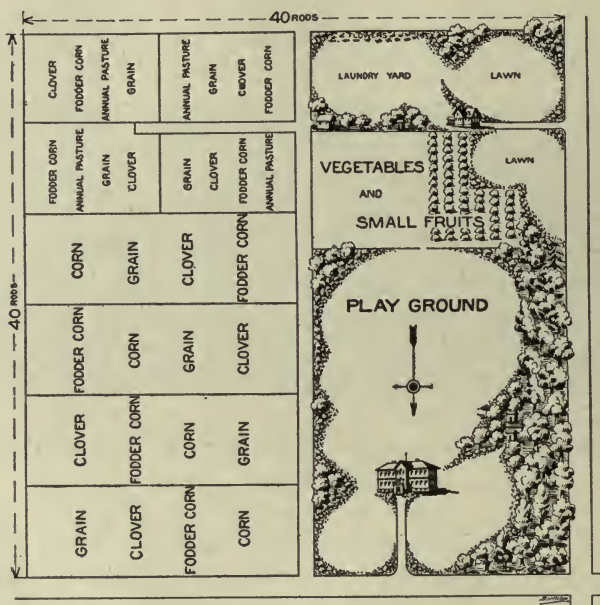 40 RODS
40 RODS
CLOVER
FODDER CORN
ANNUAL PASTURE
GRAIN
ANNUAL PASTURE
GRAIN
CLOVER
FODDER CORN
FODDER CORN
ANNUAL PASTURE
GRAIN
CLOVER
GRAIN
CLOVER
FODDER CORN
ANNUAL PASTURE
CORN
GRAIN
CLOVER
FODDER CORN
FODDER CORN
CORN
GRAIN
CLOVER
CLOVER
FODDER CORN
CORN
GRAIN
GRAIN
CLOVER
FODDER CORN
CORN
FLOWERS
LAUNDRY YARD
LAWN
VEGETABLES
AND
SMALL FRUITS
LAWN
PLAY GROUND